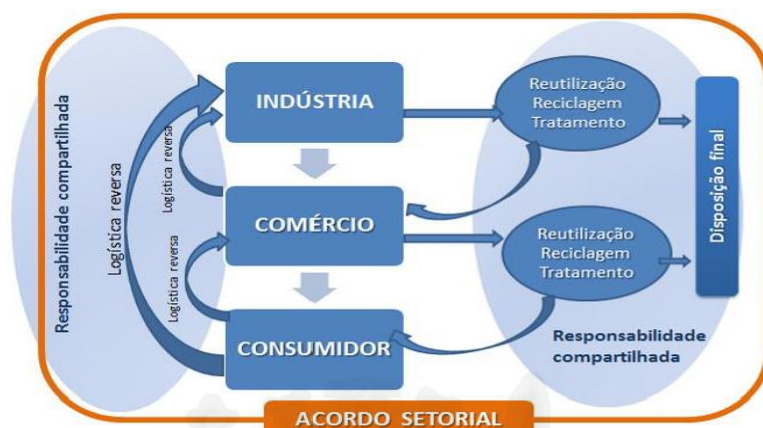 Responsabilidade compartilhada
Logística reversa
Logística reversa
Logística reversa
INDÚSTRIA
COMÉRCIO
CONSUMIDOR
Reutilização
Reciclagem
Tratamento
Reutilização
Reciclagem
Tratamento
Disposição final
Responsabilidade
compartilhada
ACORDO SETORIAL